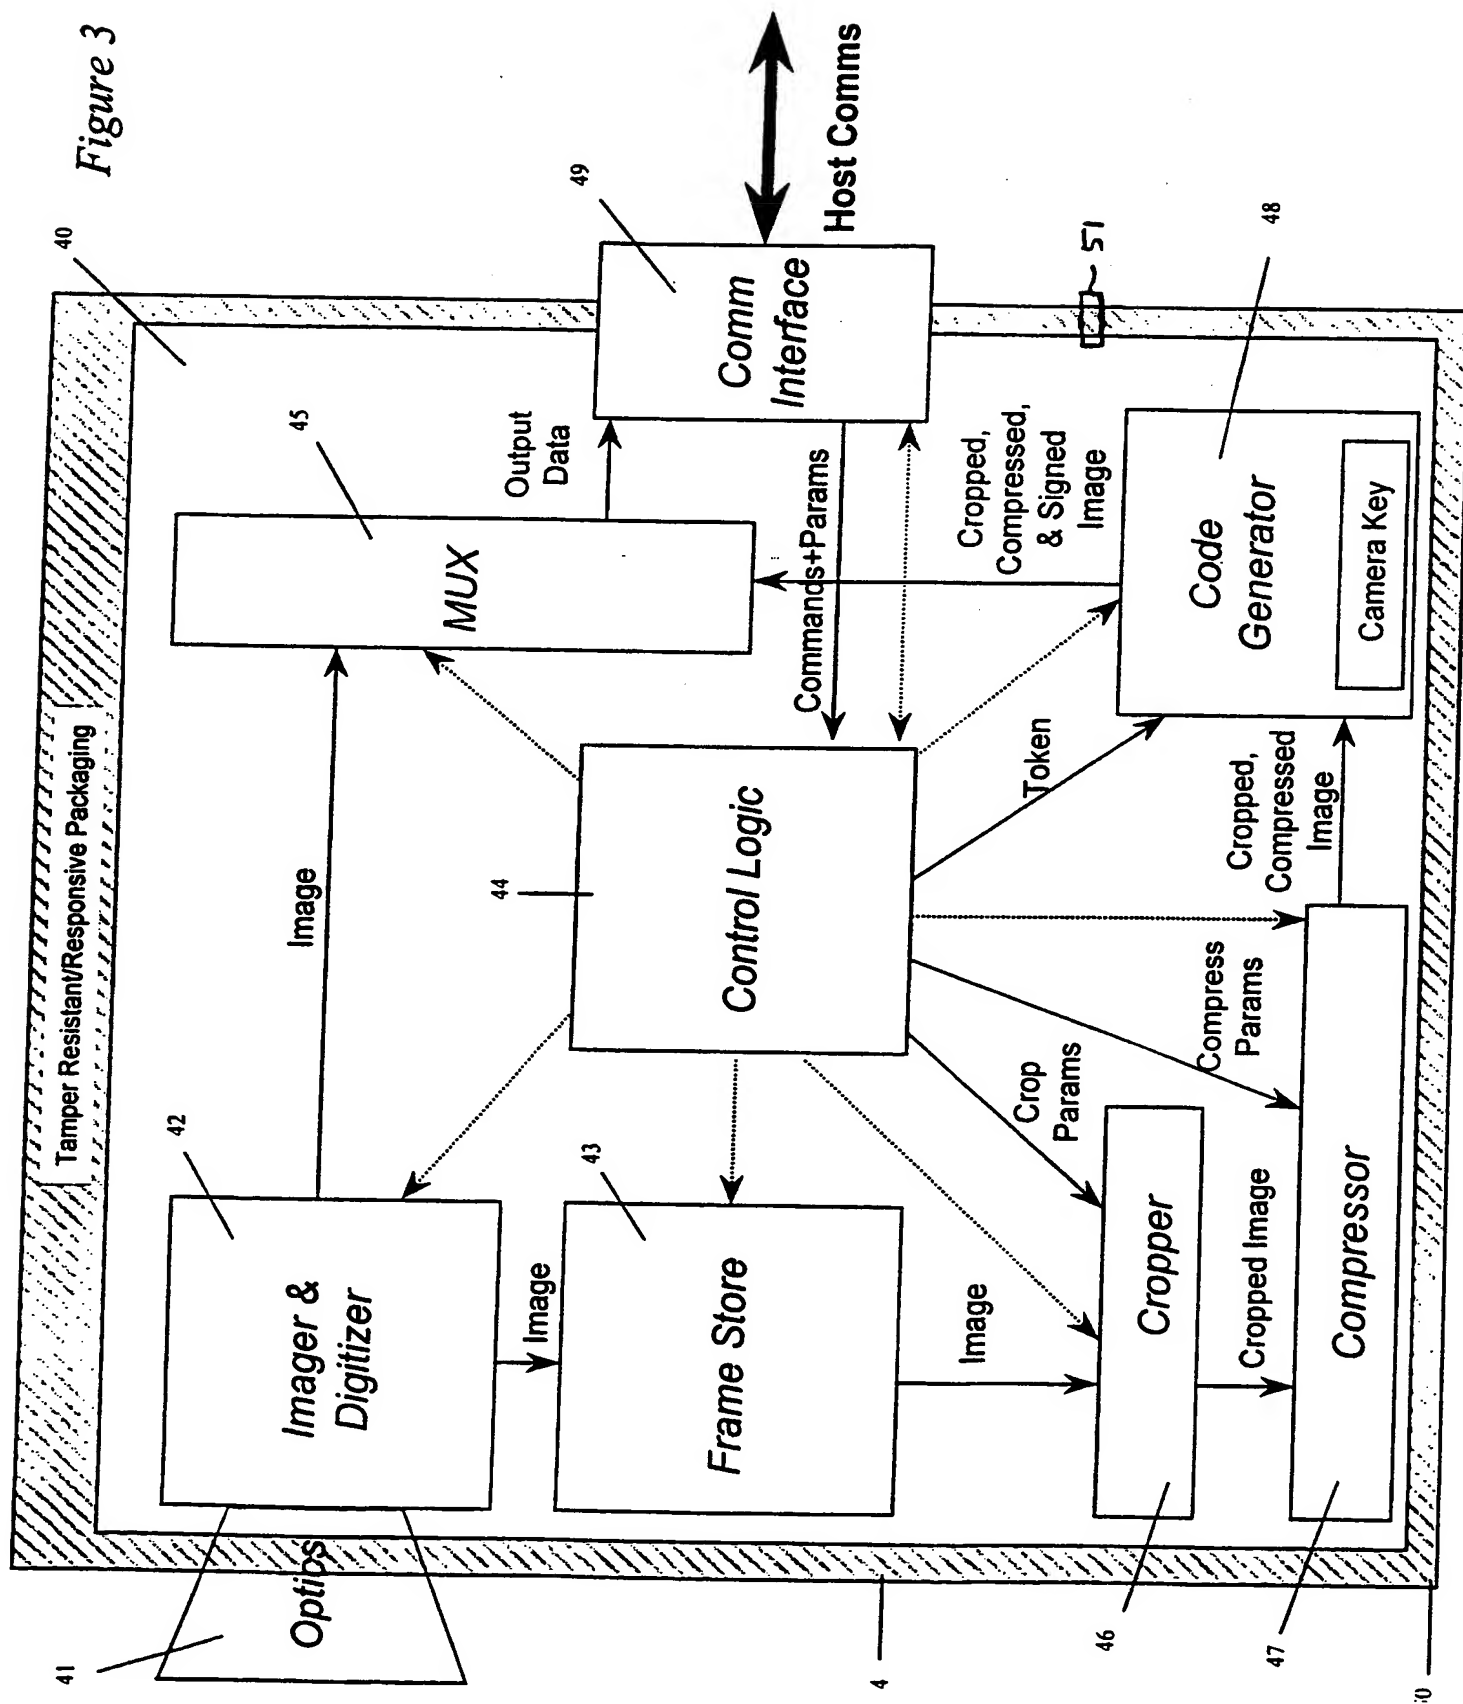 Figure 3
40
Tamper Resistant/Responsive Packaging
41
Optics
42
Imager &
Digitizer
Image
45
MUX
Output
Data
49
Comm
Interface
Host Comms
Image
43
Frame Store
44
Control Logic
Commands+Params
51
Image
Crop
Params
Token
Cropped,
Compressed,
& Signed
Image
48
Code
Generator
Camera Key
46
Cropper
Compress
Params
Cropped,
Compressed
Image
Cropped Image
47
Compressor
4